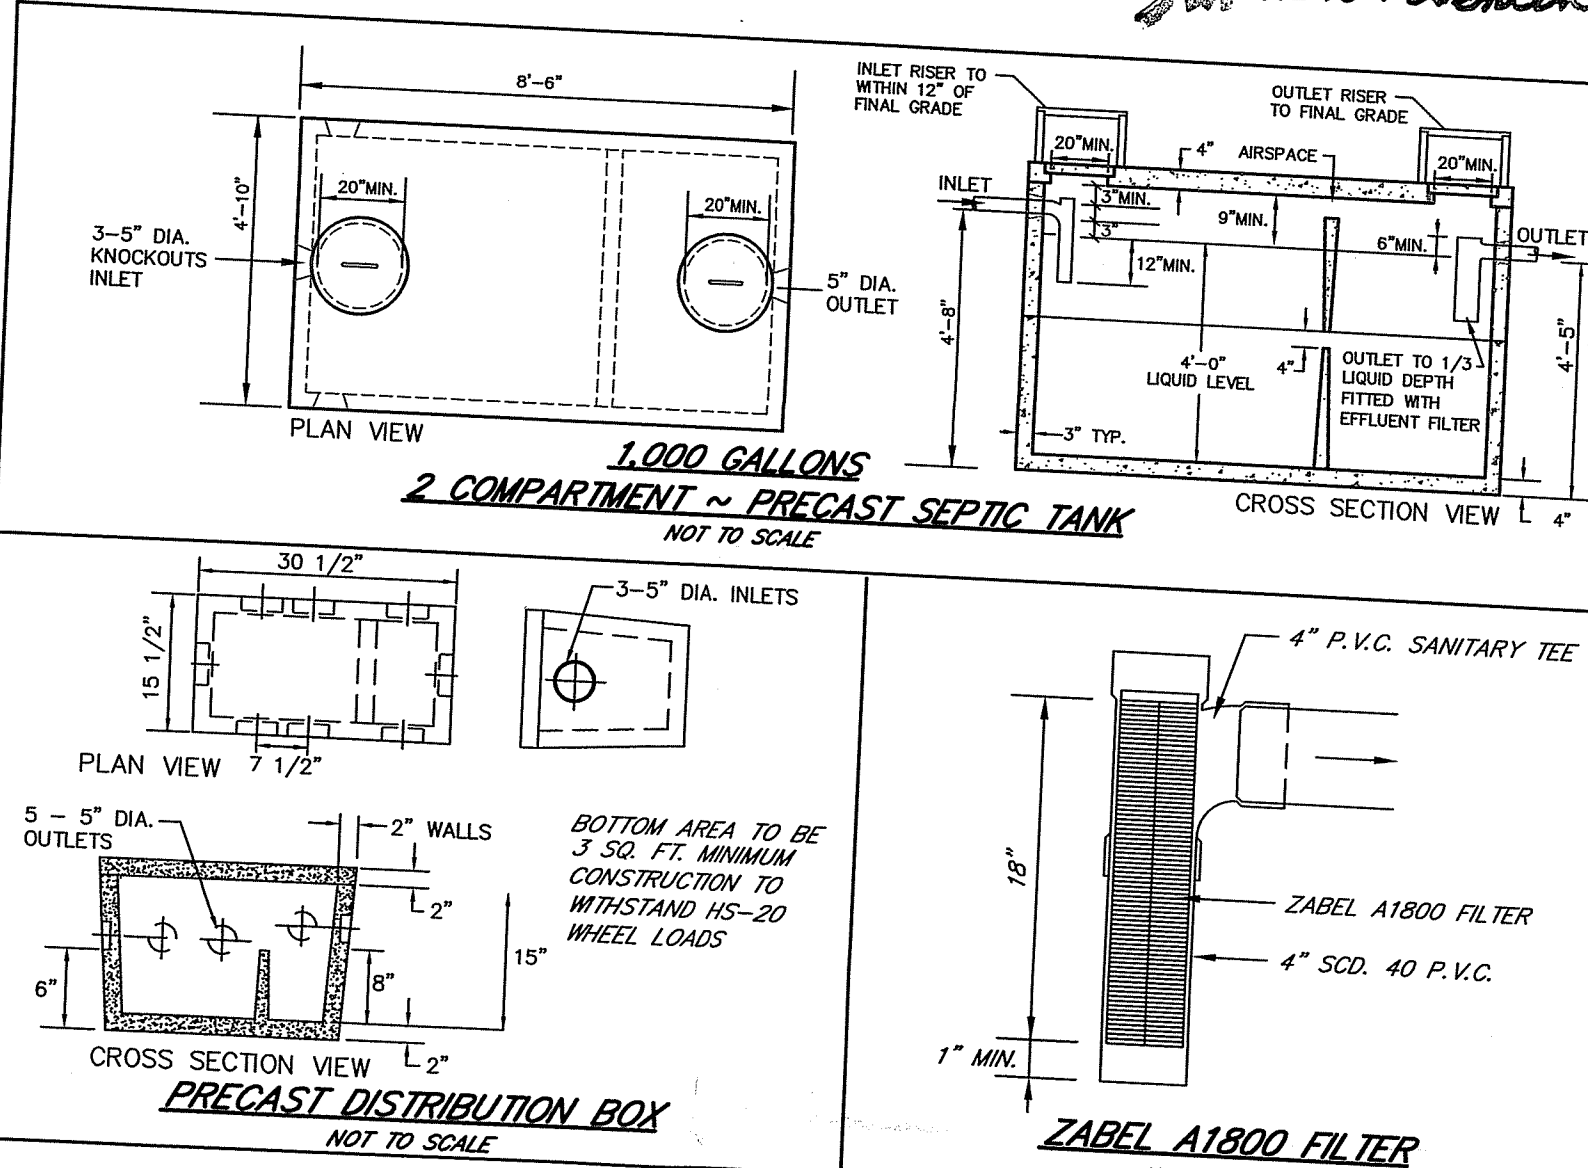 8'-6"
4'-10"
20"MIN.
20"MIN.
3-5" DIA.
KNOCKOUTS
INLET
5" DIA.
OUTLET
PLAN VIEW
INLET RISER TO
WITHIN 12" OF
FINAL GRADE
OUTLET RISER
TO FINAL GRADE
20"MIN.
4"
AIRSPACE
20"MIN.
INLET
3"MIN.
3"
9"MIN.
6"MIN.
OUTLET
12"MIN.
4'-8"
4'-0"
LIQUID LEVEL
4"
OUTLET TO 1/3
LIQUID DEPTH
FITTED WITH
EFFLUENT FILTER
4'-5"
3" TYP.
CROSS SECTION VIEW
4"
1,000 GALLONS
2 COMPARTMENT ~ PRECAST SEPTIC TANK
NOT TO SCALE
30 1/2"
15 1/2"
PLAN VIEW
7 1/2"
3-5" DIA. INLETS
5 - 5" DIA.
OUTLETS
2" WALLS
2"
15"
6"
8"
2"
CROSS SECTION VIEW
BOTTOM AREA TO BE
3 SQ. FT. MINIMUM
CONSTRUCTION TO
WITHSTAND HS-20
WHEEL LOADS
PRECAST DISTRIBUTION BOX
NOT TO SCALE
4" P.V.C. SANITARY TEE
18"
ZABEL A1800 FILTER
4" SCD. 40 P.V.C.
1" MIN.
ZABEL A1800 FILTER